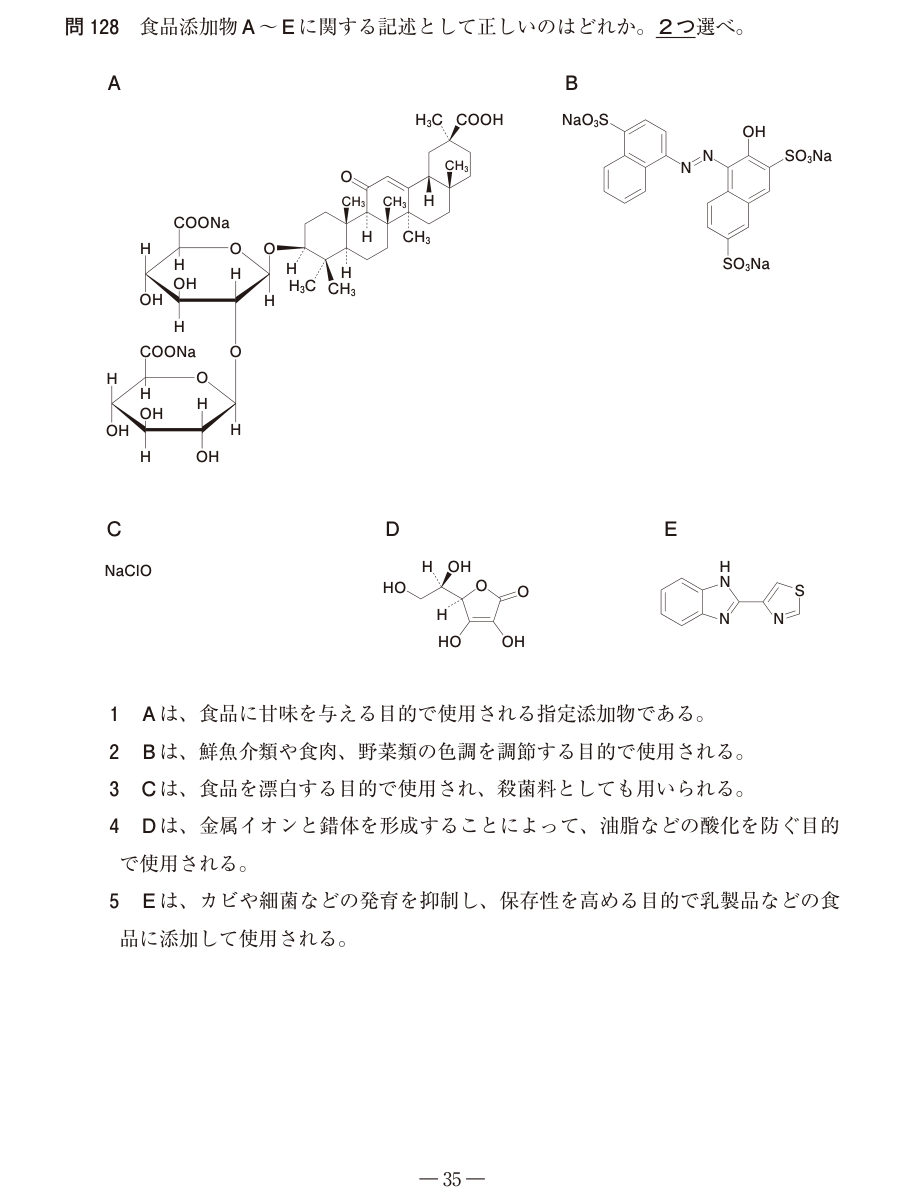 問 128 食品添加物A～Eに関する記述として正しいのはどれか。2つ選べ。
A
B
H₃C COOH
CH₃
O
H
CH₃ CH₃
H CH₃
COONa
H O O
H H H H
OH H₃C CH₃
OH H
H
COONa O
H O
H H
OH
OH H
H OH
NaO₃S
OH
N N SO₃Na
SO₃Na
C
D
E
NaClO
H OH
HO O O
H
HO OH
H
N S
N N
1 Aは、食品に甘味を与える目的で使用される指定添加物である。
2 Bは、鮮魚介類や食肉、野菜類の色調を調節する目的で使用される。
3 Cは、食品を漂白する目的で使用され、殺菌料としても用いられる。
4 Dは、金属イオンと錯体を形成することによって、油脂などの酸化を防ぐ目的
で使用される。
5 Eは、カビや細菌などの発育を抑制し、保存性を高める目的で乳製品などの食
品に添加して使用される。
― 35 ―